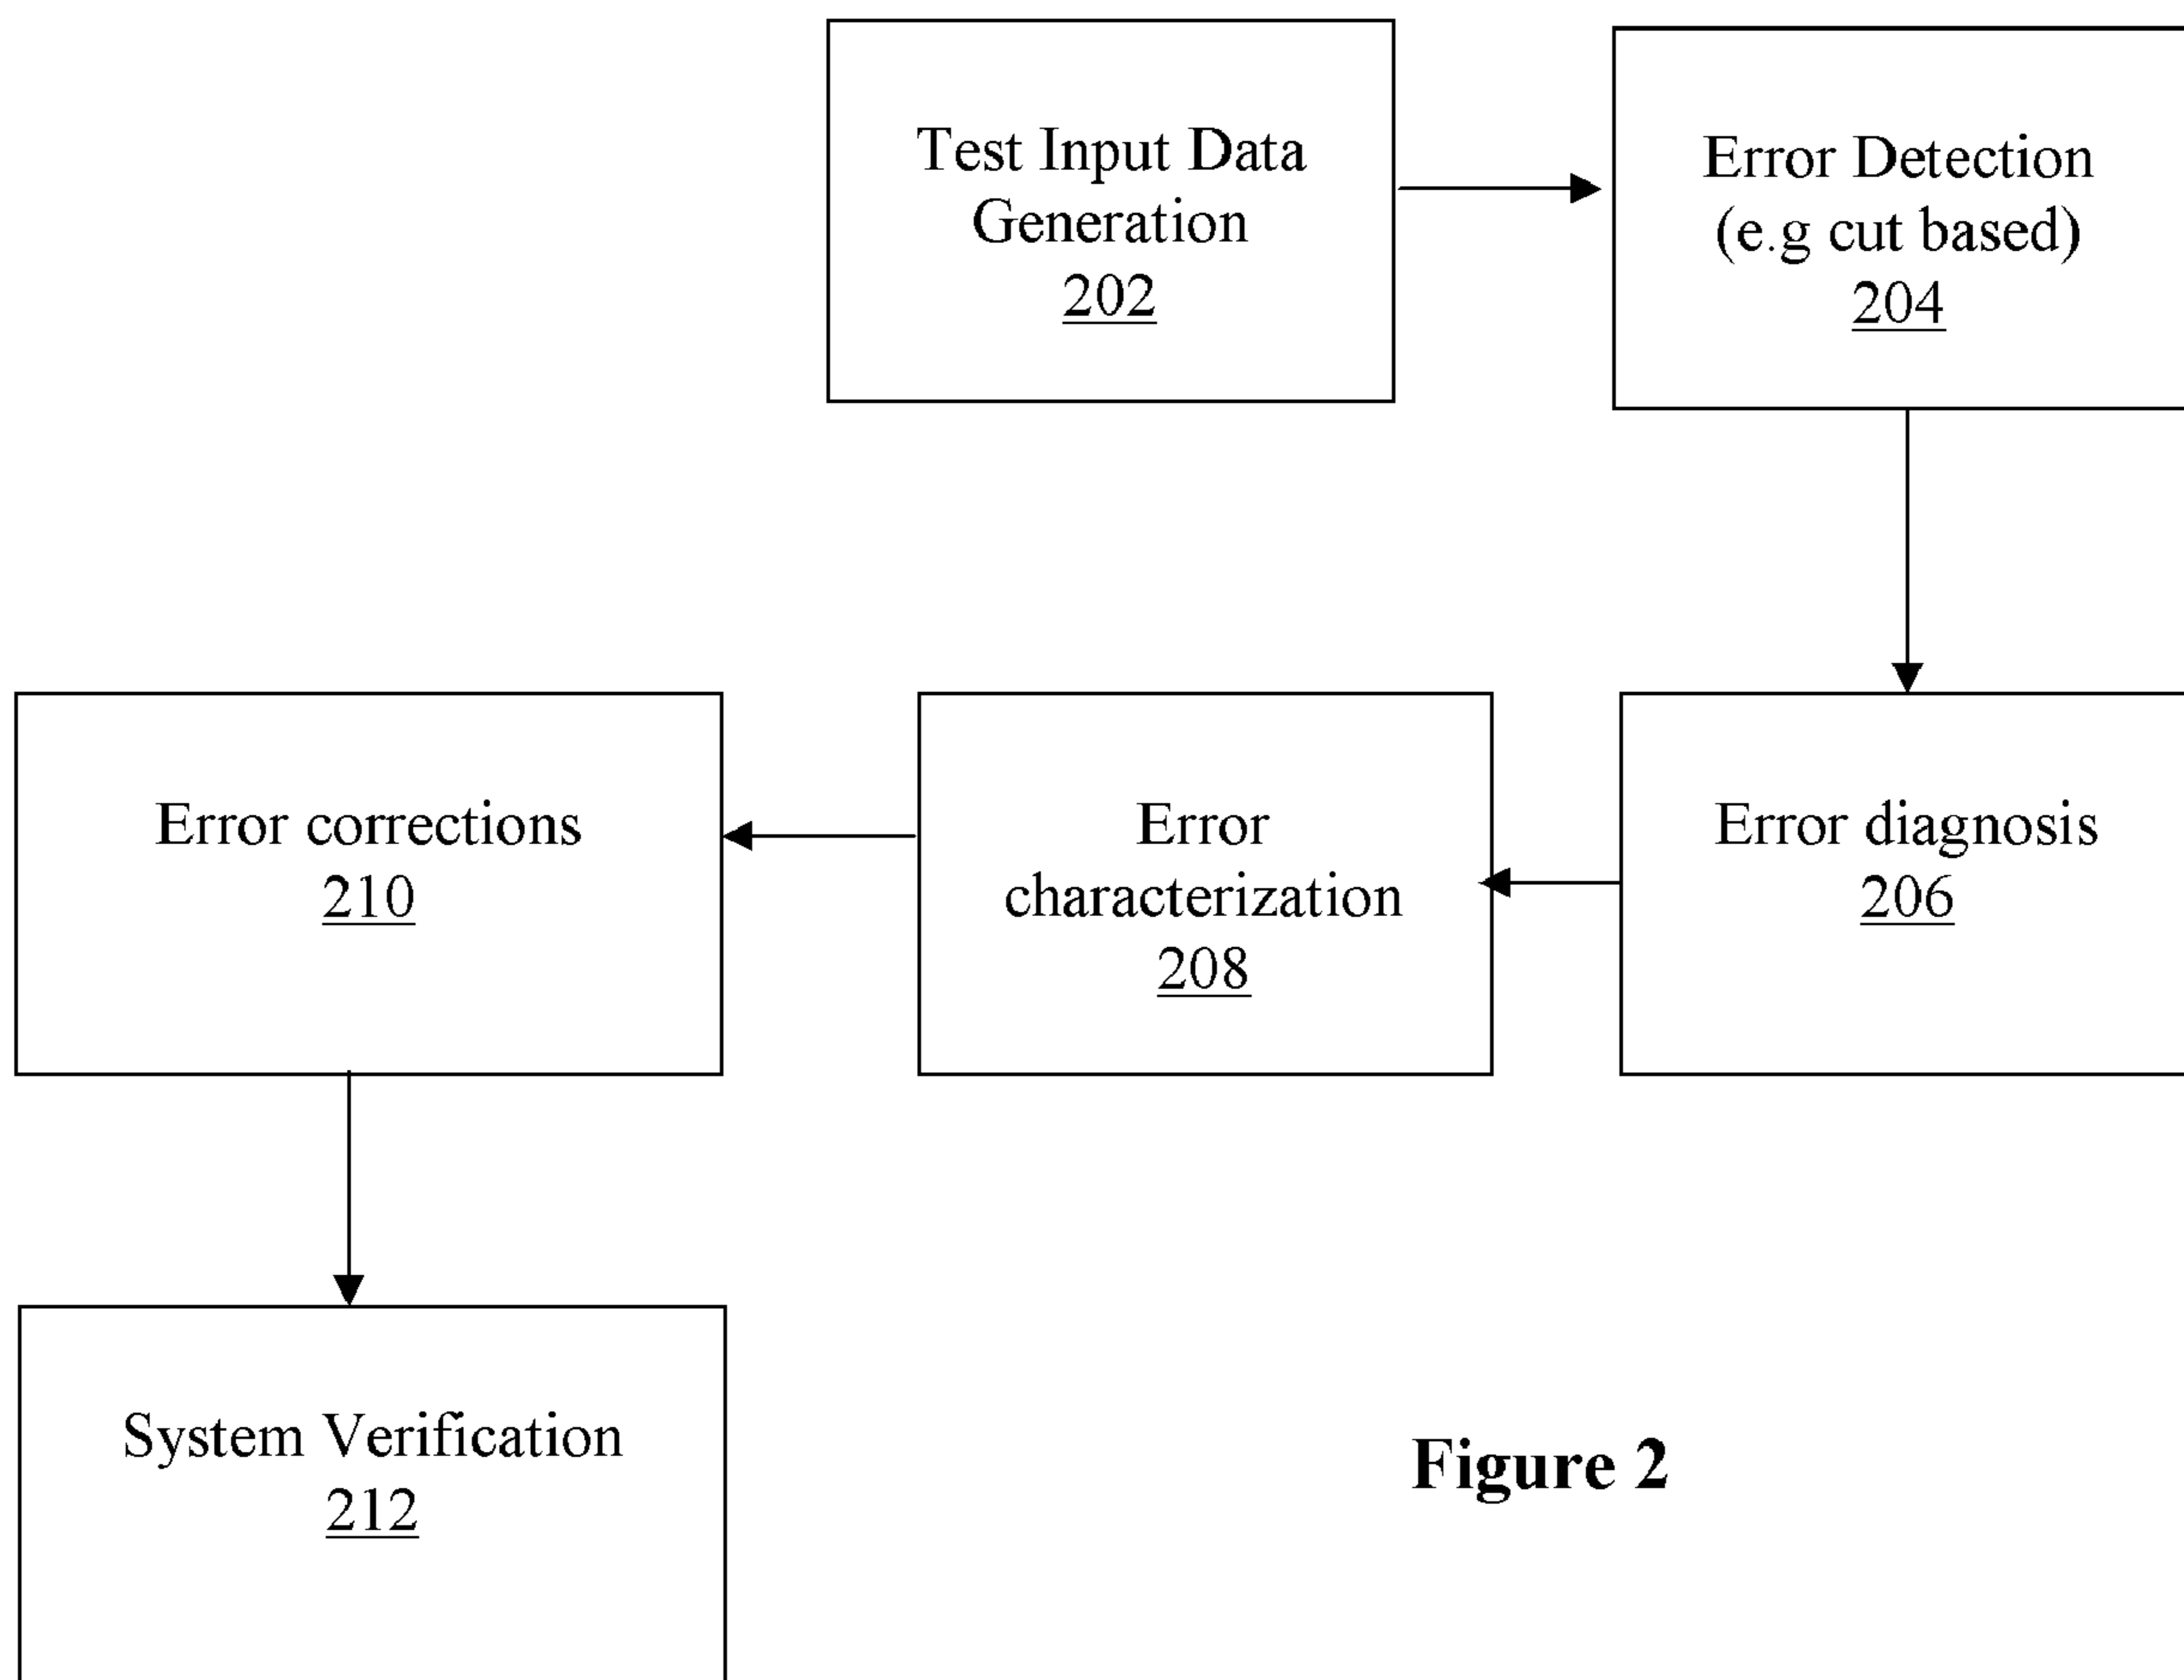 Test Input Data
Generation
202
Error Detection
(e.g cut based)
204
Error corrections
210
Error
characterization
208
Error diagnosis
206
System Verification
212
Figure 2